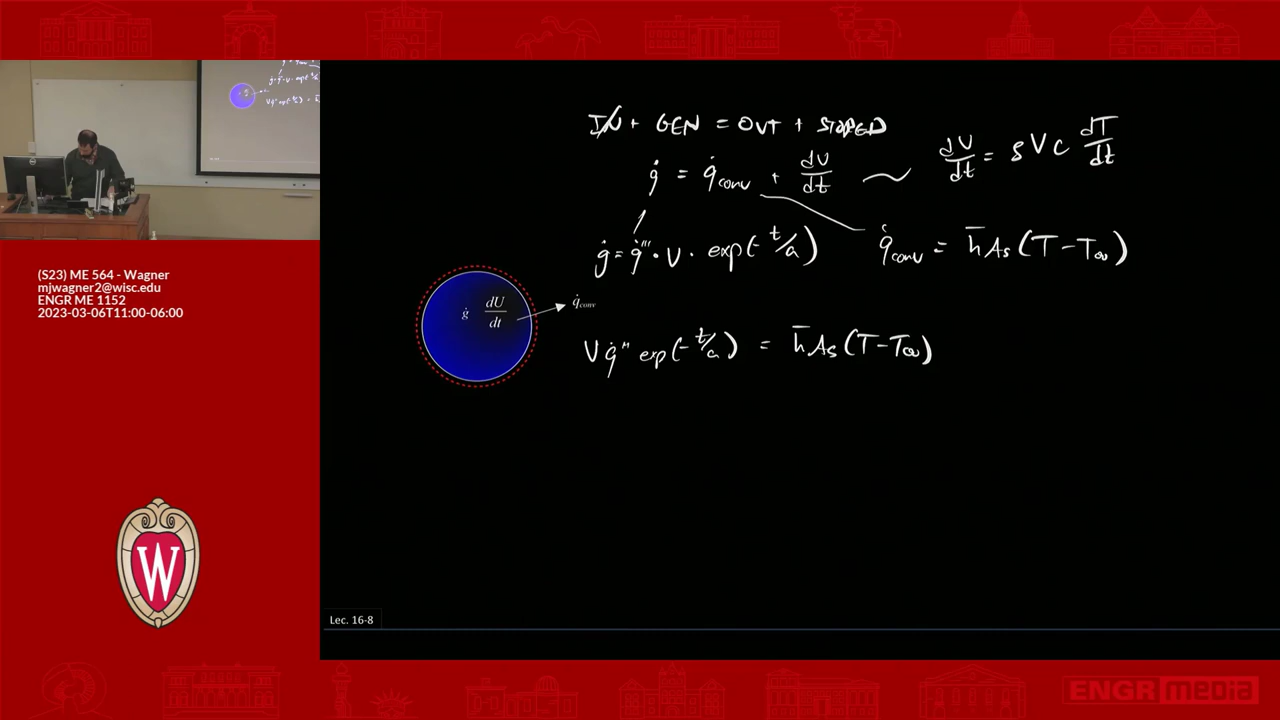 (S23) ME 564 - Wagner
mjwagner2@wisc.edu
ENGR ME 1152
2023-03-06T11:00-06:00
W
IN + GEN = OUT + STORED
ġ = q̇conv + dU/dt ~ dU/dt = ρVc dT/dt
ġ = ġ''' · V · exp(-t/a) q̇conv = h̄As(T-T∞)
ġ dU/dt q̇conv
Vġ''' exp(-t/a) = h̄As(T-T∞)
Lec. 16-8
ENGR media